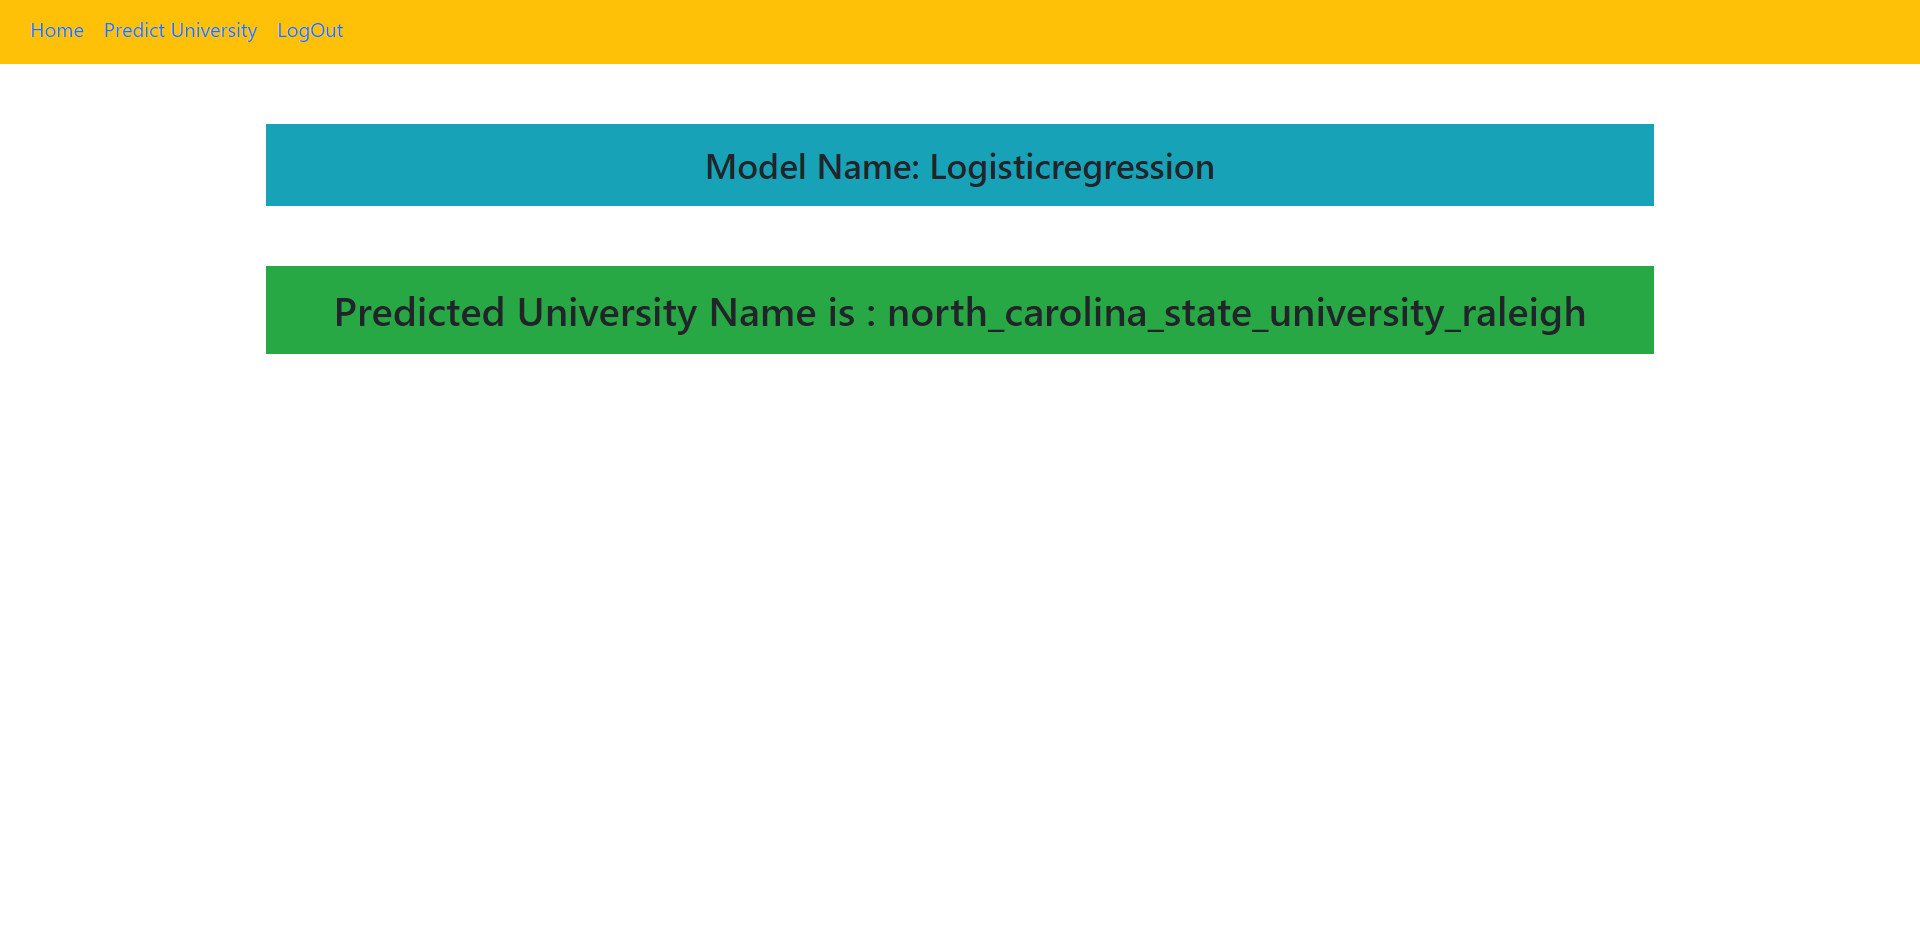 Home Predict University LogOut
Model Name: Logisticregression
Predicted University Name is : north_carolina_state_university_raleigh